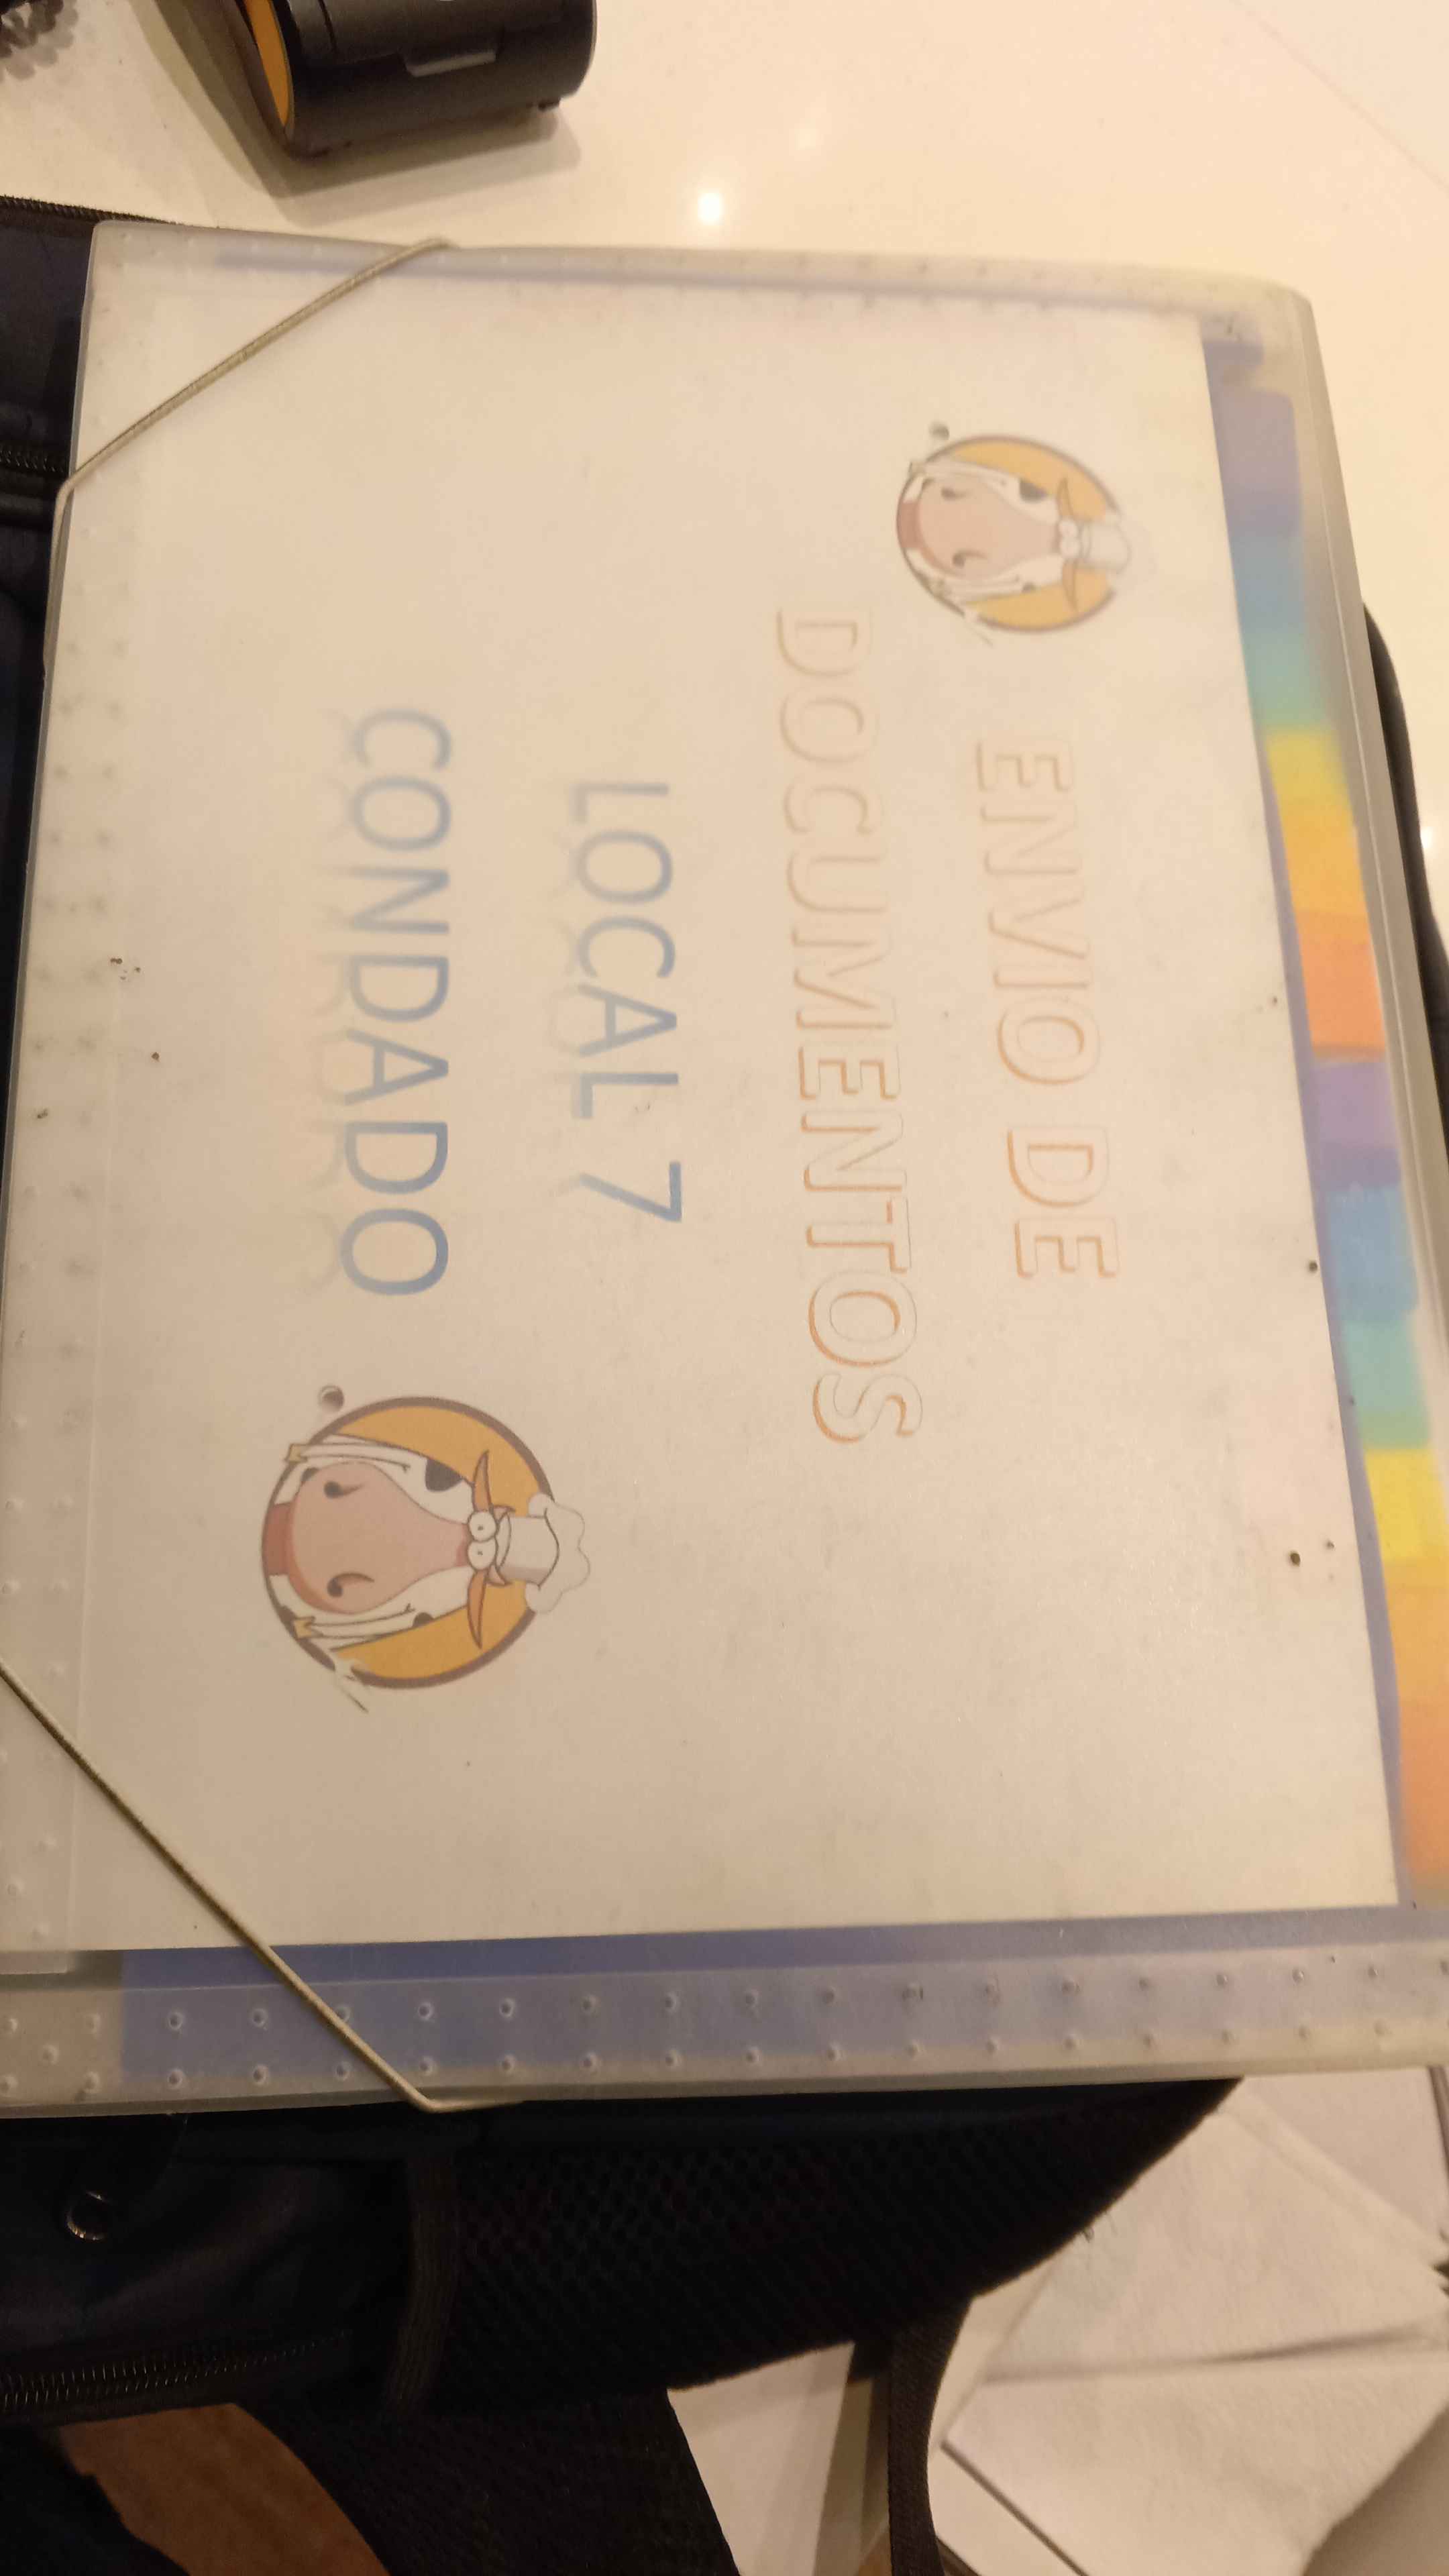 ENVIO DE
DOCUMENTOS
LOCAL 7
CONDADO